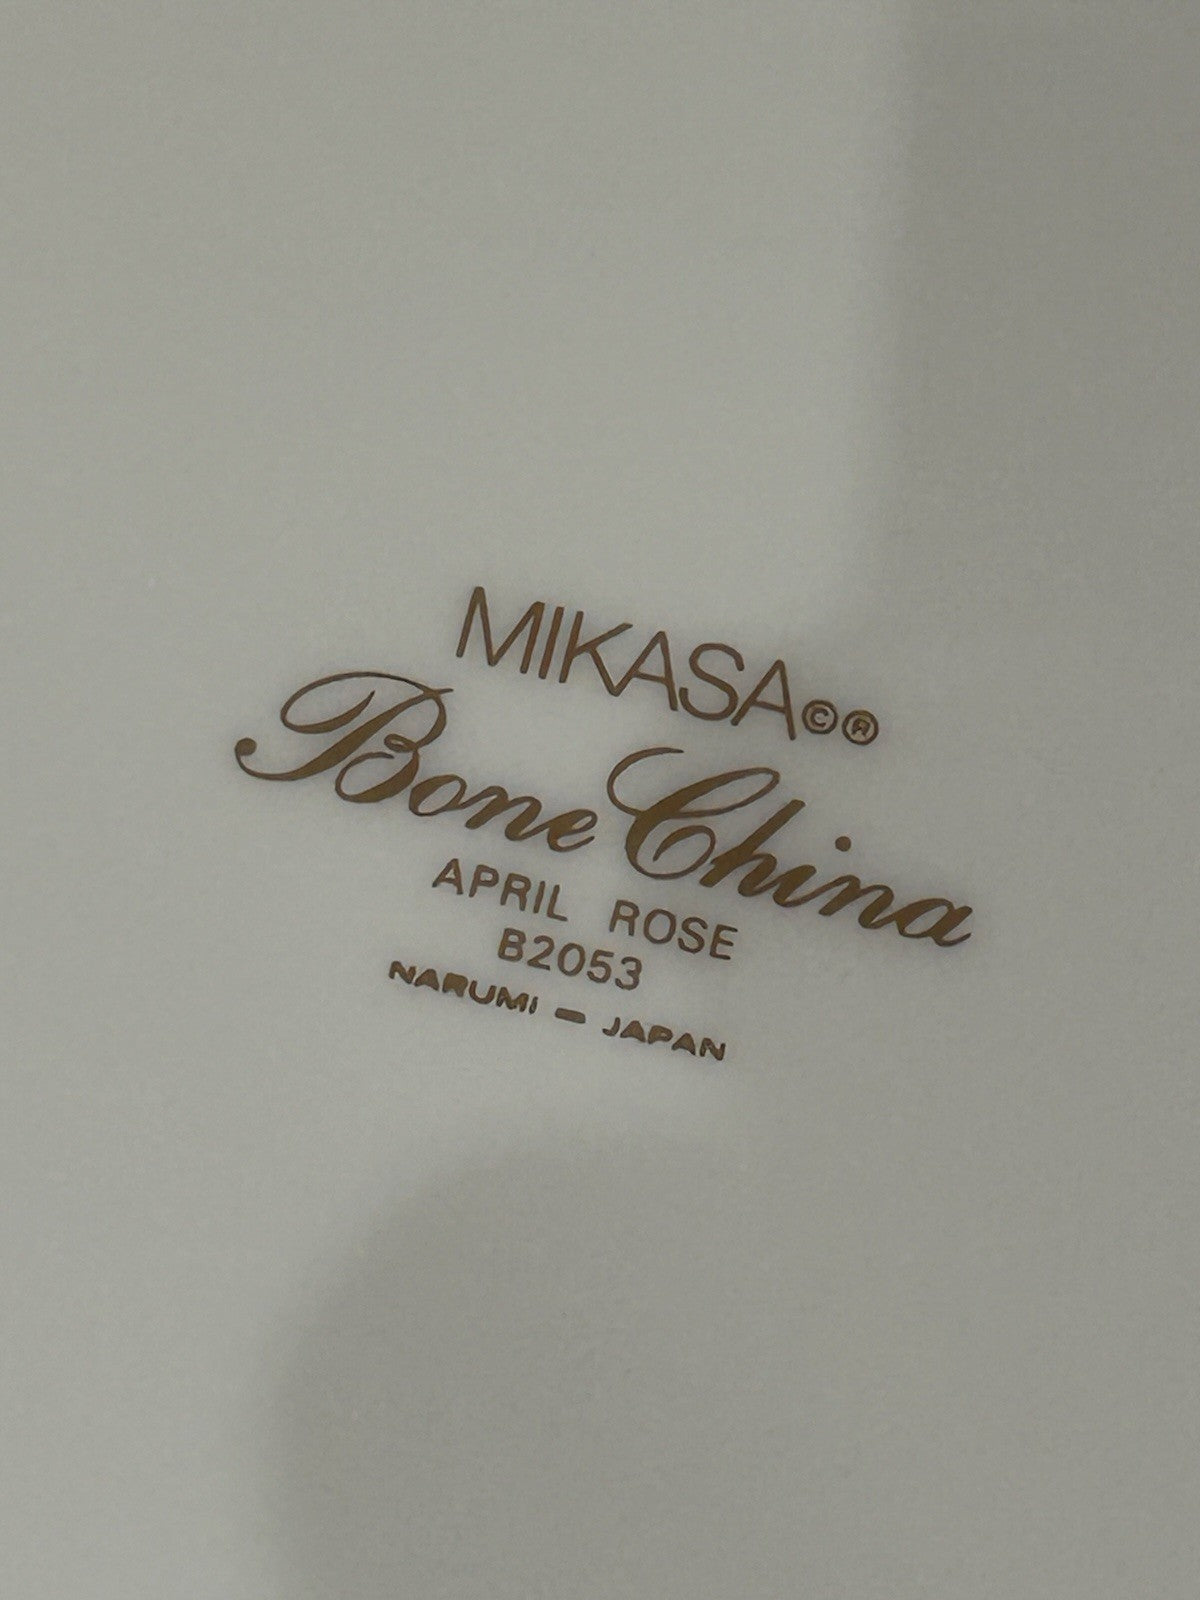 MIKASA©®
Bone China
APRIL ROSE
B2053
NARUMI – JAPAN